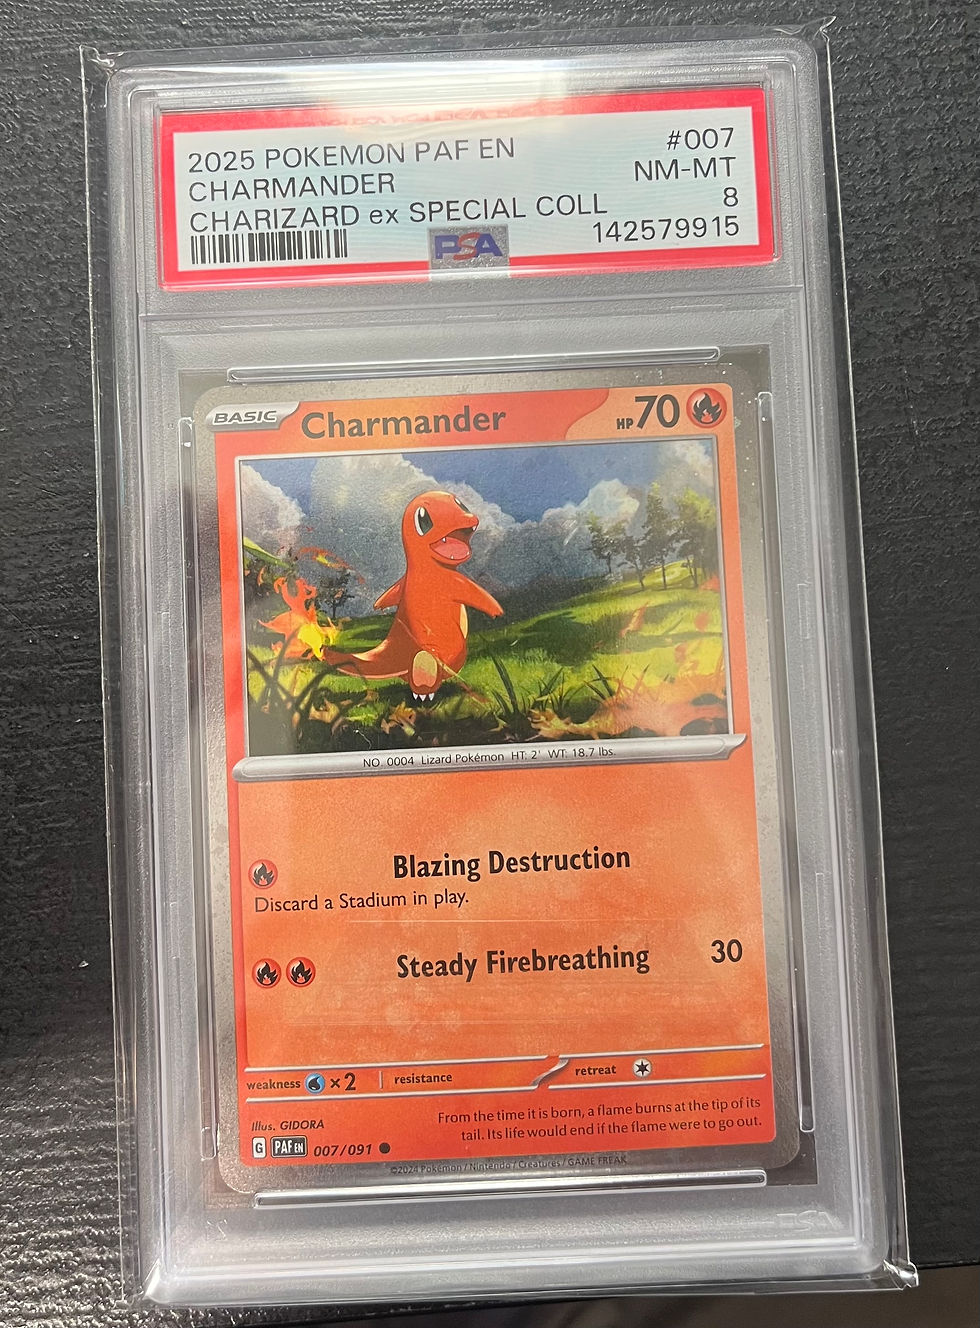 2025 POKEMON PAF EN #007
CHARMANDER NM-MT
CHARIZARD ex SPECIAL COLL 8
PSA 142579915
BASIC Charmander HP 70
NO. 0004 Lizard Pokémon HT: 2' WT: 18.7 lbs.
Blazing Destruction
Discard a Stadium in play.
Steady Firebreathing 30
weakness ×2 resistance retreat
From the time it is born, a flame burns at the tip of its
tail. Its life would end if the flame were to go out.
Illus. GIDORA
G PAF EN 007/091
©2024 Pokémon / Nintendo / Creatures / GAME FREAK
PSA